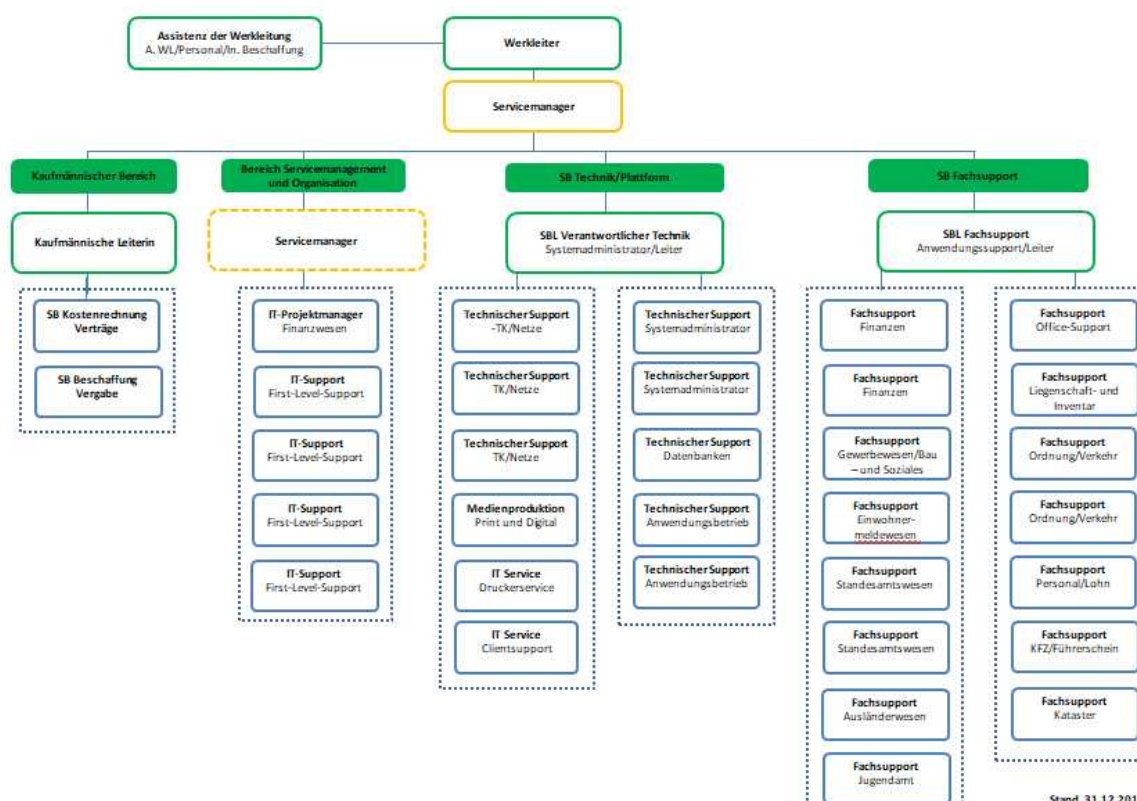 Assistenz der Werkleitung
A. WL/Personal/In. Beschaffung
Werkleiter
Servicemanager
Kaufmännischer Bereich
Bereich Servicemanagement
und Organisation
SB Technik/Plattform
SB Fachsupport
Kaufmännische Leiterin
Servicemanager
SBL Verantwortlicher Technik
Systemadministrator/Leiter
SBL Fachsupport
Anwendungssupport/Leiter
SB Kostenrechnung
Verträge
SB Beschaffung
Vergabe
IT-Projektmanager
Finanzwesen
IT-Support
First-Level-Support
IT-Support
First-Level-Support
IT-Support
First-Level-Support
IT-Support
First-Level-Support
Technischer Support
-TK/Netze
Technischer Support
TK/Netze
Technischer Support
TK/Netze
Medienproduktion
Print und Digital
IT Service
Druckerservice
IT Service
Clientsupport
Technischer Support
Systemadministrator
Technischer Support
Systemadministrator
Technischer Support
Datenbanken
Technischer Support
Anwendungsbetrieb
Technischer Support
Anwendungsbetrieb
Fachsupport
Finanzen
Fachsupport
Finanzen
Fachsupport
Gewerbewesen/Bau
– und Soziales
Fachsupport
Einwohner-
meldewesen
Fachsupport
Standesamtswesen
Fachsupport
Standesamtswesen
Fachsupport
Ausländerwesen
Fachsupport
Jugendamt
Fachsupport
Office-Support
Fachsupport
Liegenschaft- und
Inventar
Fachsupport
Ordnung/Verkehr
Fachsupport
Ordnung/Verkehr
Fachsupport
Personal/Lohn
Fachsupport
KFZ/Führerschein
Fachsupport
Kataster
Stand 31.12.201